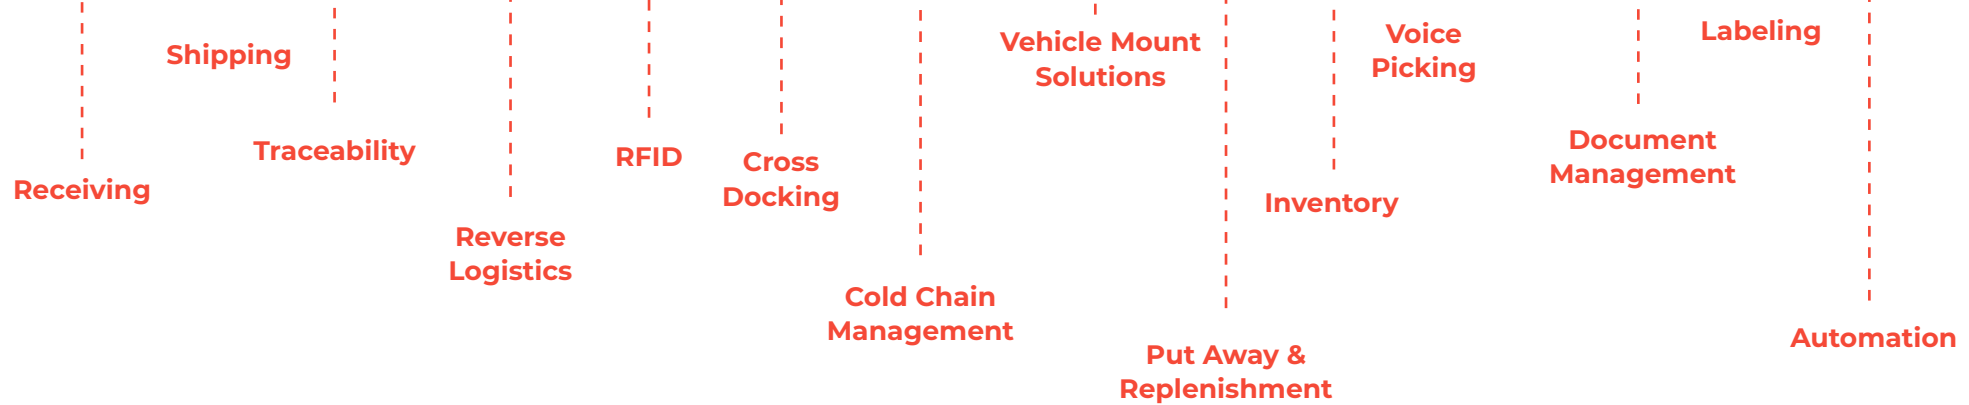 Receiving
Shipping
Traceability
Reverse
Logistics
RFID
Cross
Docking
Cold Chain
Management
Vehicle Mount
Solutions
Put Away &
Replenishment
Inventory
Voice
Picking
Document
Management
Labeling
Automation